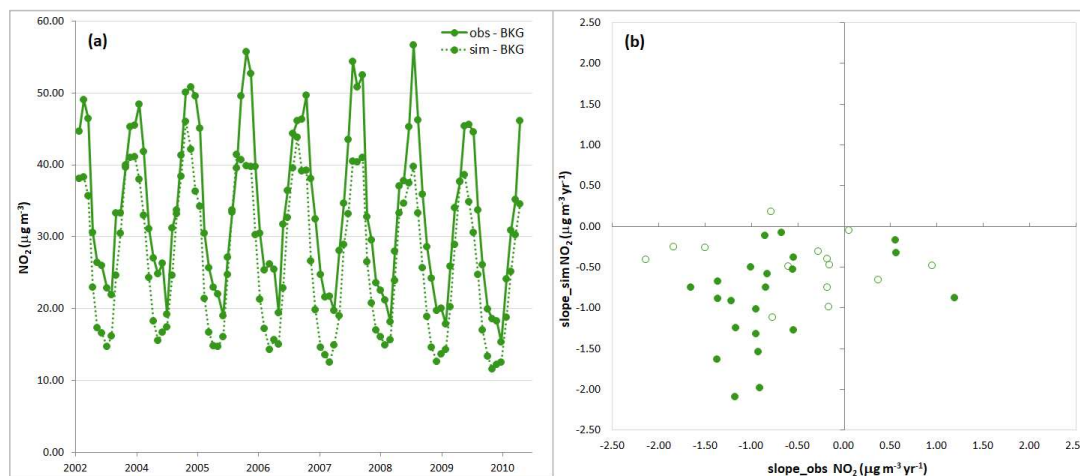 (a)
obs - BKG
sim - BKG
60.00
50.00
40.00
30.00
20.00
10.00
0.00
NO₂ (µg m⁻³)
2002 2004 2004 2005 2006 2007 2008 2009 2010
(b)
2.50
2.00
1.50
1.00
0.50
0.00
-0.50
-1.00
-1.50
-2.00
-2.50
slope_sim NO₂ (µg m⁻³ yr⁻¹)
-2.50 -2.00 -1.50 -1.00 -0.50 0.00 0.50 1.00 1.50 2.00 2.5
slope_obs NO₂ (µg m⁻³ yr⁻¹)